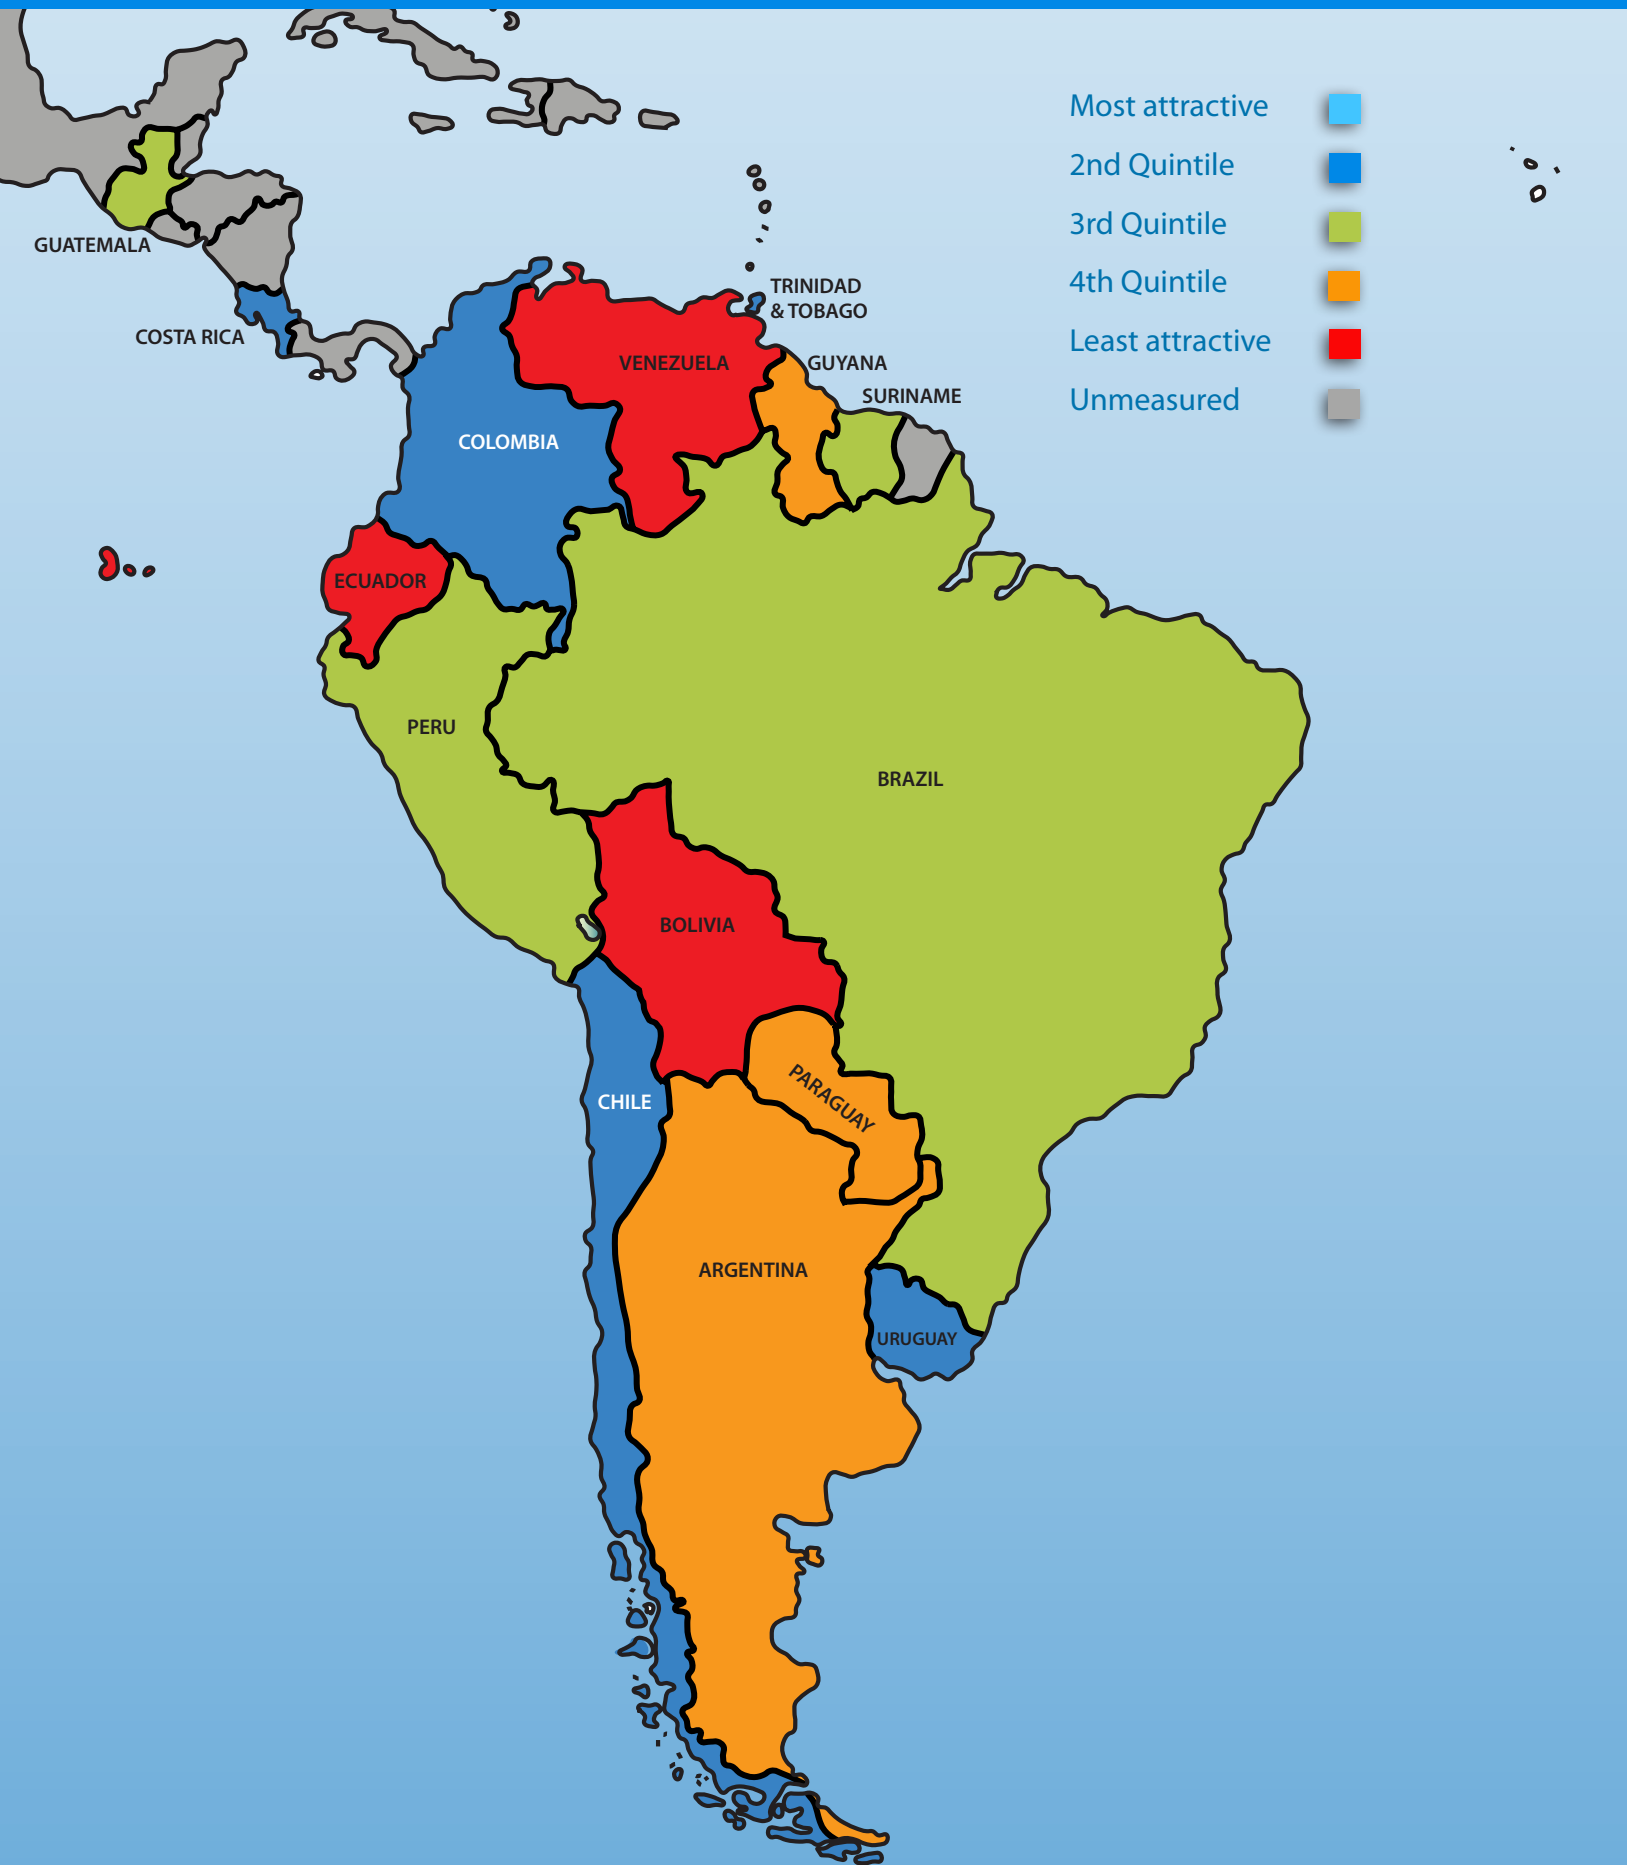 Most attractive
2nd Quintile
3rd Quintile
4th Quintile
Least attractive
Unmeasured
GUATEMALA
COSTA RICA
TRINIDAD
& TOBAGO
VENEZUELA
GUYANA
SURINAME
COLOMBIA
ECUADOR
PERU
BRAZIL
BOLIVIA
PARAGUAY
CHILE
ARGENTINA
URUGUAY